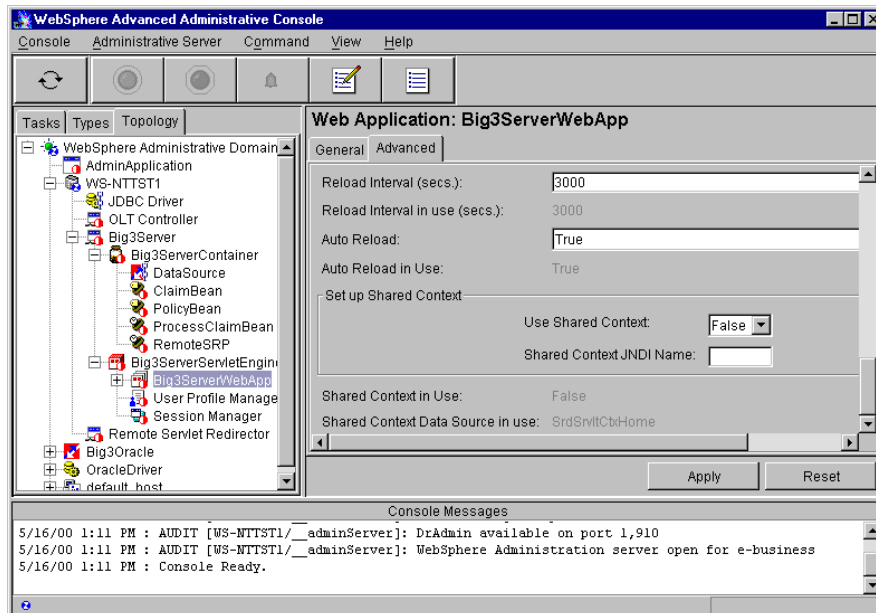 WebSphere Advanced Administrative Console
Console Administrative Server Command View Help
Tasks Types Topology
WebSphere Administrative Domain
AdminApplication
WS-NTTST1
JDBC Driver
OLT Controller
Big3Server
Big3ServerContainer
DataSource
ClaimBean
PolicyBean
ProcessClaimBean
RemoteSRP
Big3ServerServletEngin
Big3ServerWebApp
User Profile Manage
Session Manager
Remote Servlet Redirector
Big3Oracle
OracleDriver
default_host
Web Application: Big3ServerWebApp
General Advanced
Reload Interval (secs.): 3000
Reload Interval in use (secs.): 3000
Auto Reload: True
Auto Reload in Use: True
Set up Shared Context
Use Shared Context: False
Shared Context JNDI Name:
Shared Context in Use: False
Shared Context Data Source in use: SrdSrvltCtxHome
Apply Reset
Console Messages
5/16/00 1:11 PM : AUDIT [WS-NTTST1/__adminServer]: DrAdmin available on port 1,910
5/16/00 1:11 PM : AUDIT [WS-NTTST1/__adminServer]: WebSphere Administration server open for e-business
5/16/00 1:11 PM : Console Ready.